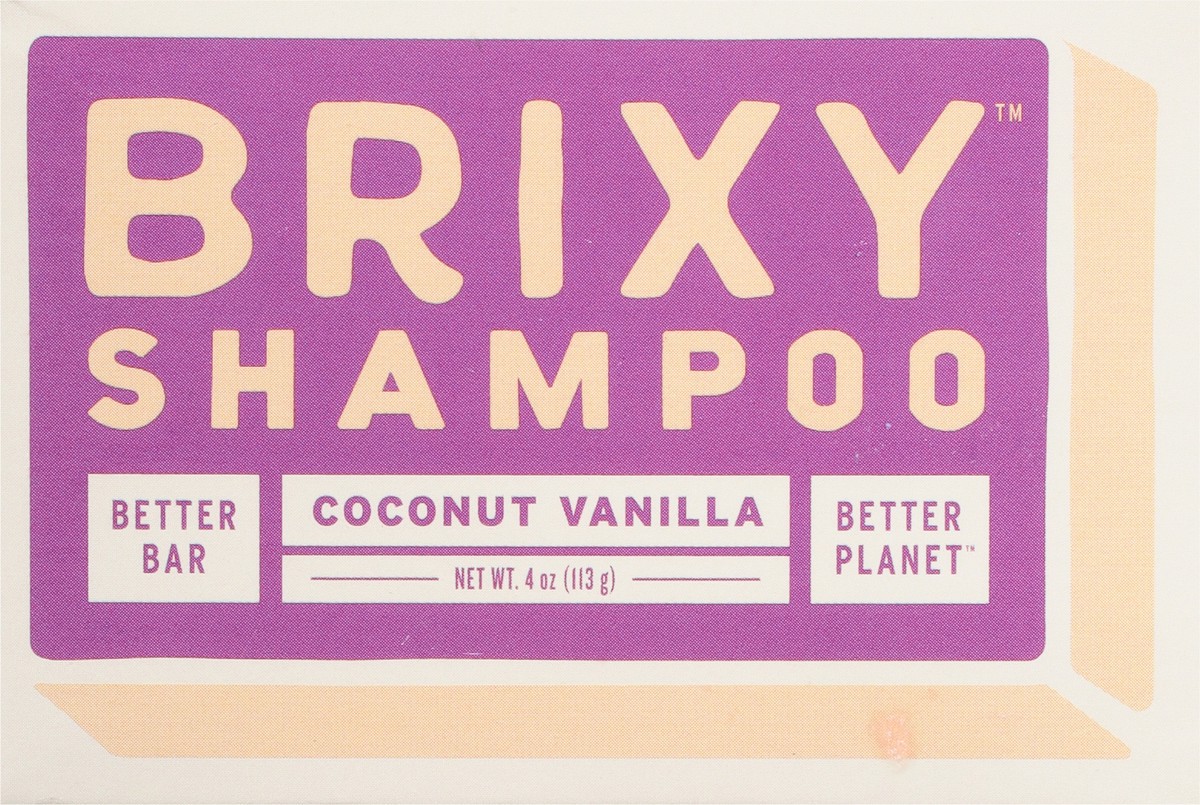 BRIXY™
SHAMPOO
BETTER
BAR
COCONUT VANILLA
NET WT. 4 oz (113 g)
BETTER
PLANET™